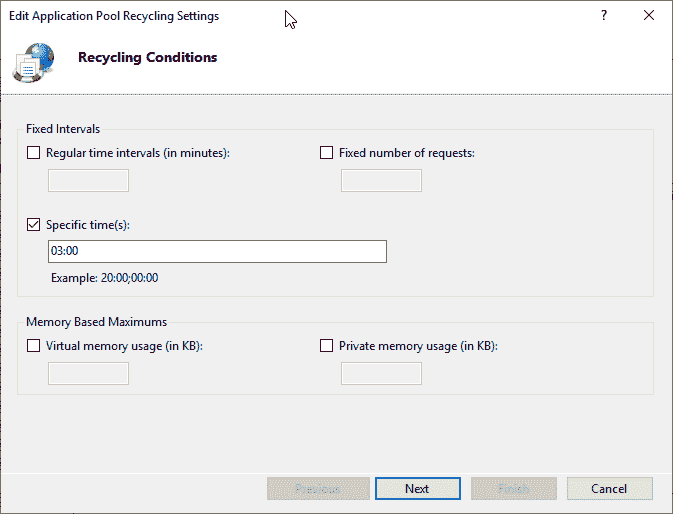 Edit Application Pool Recycling Settings
?
Recycling Conditions
Fixed Intervals
Regular time intervals (in minutes):
Fixed number of requests:
Specific time(s):
03:00
Example: 20:00;00:00
Memory Based Maximums
Virtual memory usage (in KB):
Private memory usage (in KB):
Previous
Next
Finish
Cancel